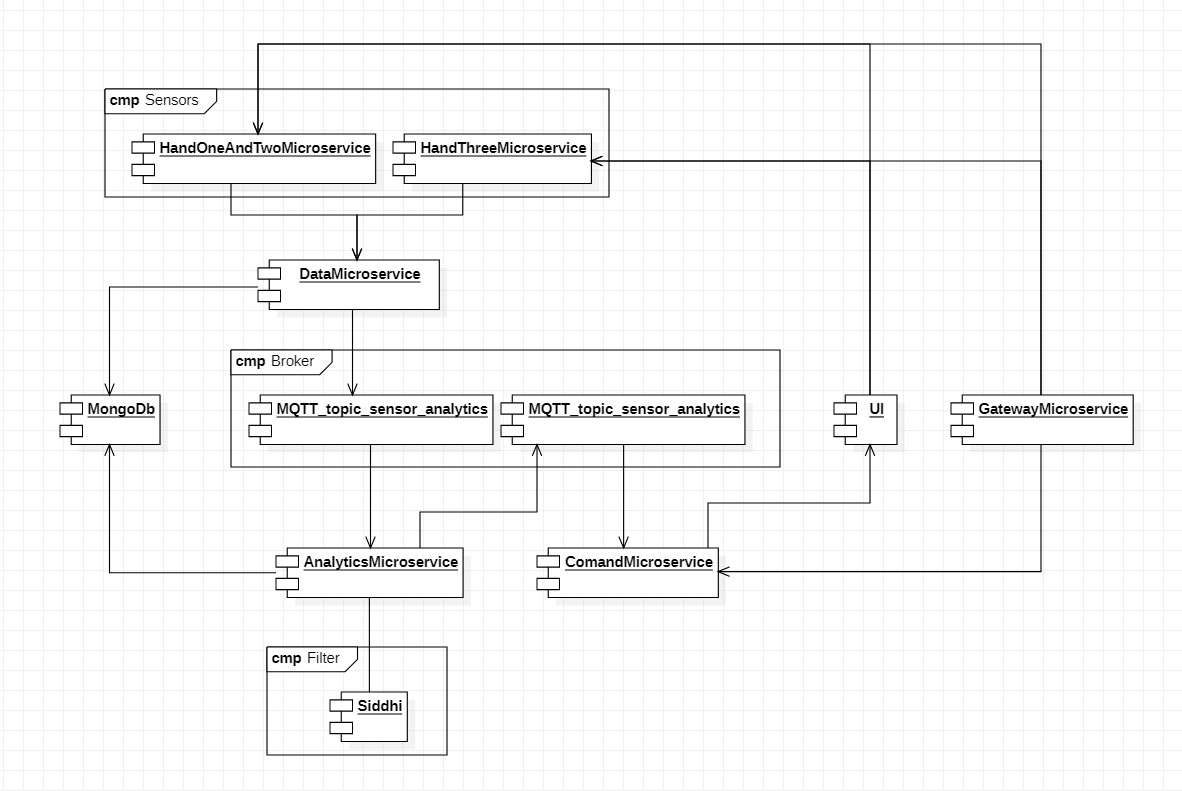 cmp Sensors
HandOneAndTwoMicroservice
HandThreeMicroservice
DataMicroservice
cmp Broker
MongoDb
MQTT_topic_sensor_analytics
MQTT_topic_sensor_analytics
UI
GatewayMicroservice
AnalyticsMicroservice
ComandMicroservice
cmp Filter
Siddhi